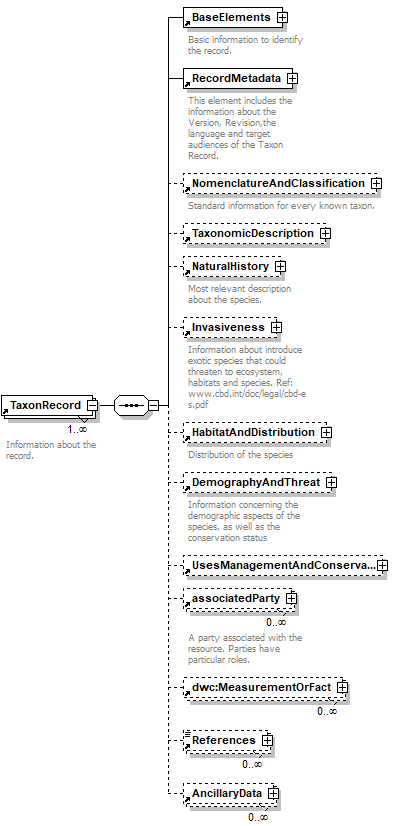 BaseElements
Basic information to identify
the record.
RecordMetadata
This element includes the
information about the
Version, Revision,the
language and target
audiences of the Taxon
Record.
NomenclatureAndClassification
Standard information for every known taxon.
TaxonomicDescription
NaturalHistory
Most relevant description
about the species.
Invasiveness
Information about introduce
exotic species that could
threaten to ecosystem,
habitats and species. Ref:
www.cbd.int/doc/legal/cbd-e
s.pdf
TaxonRecord
1..∞
Information about the
record.
HabitatAndDistribution
Distribution of the species
DemographyAndThreat
Information concerning the
demographic aspects of the
species, as well as the
conservation status
UsesManagementAndConserva...
associatedParty
0..∞
A party associated with the
resource. Parties have
particular roles.
dwc:MeasurementOrFact
0..∞
References
0..∞
AncillaryData
0..∞